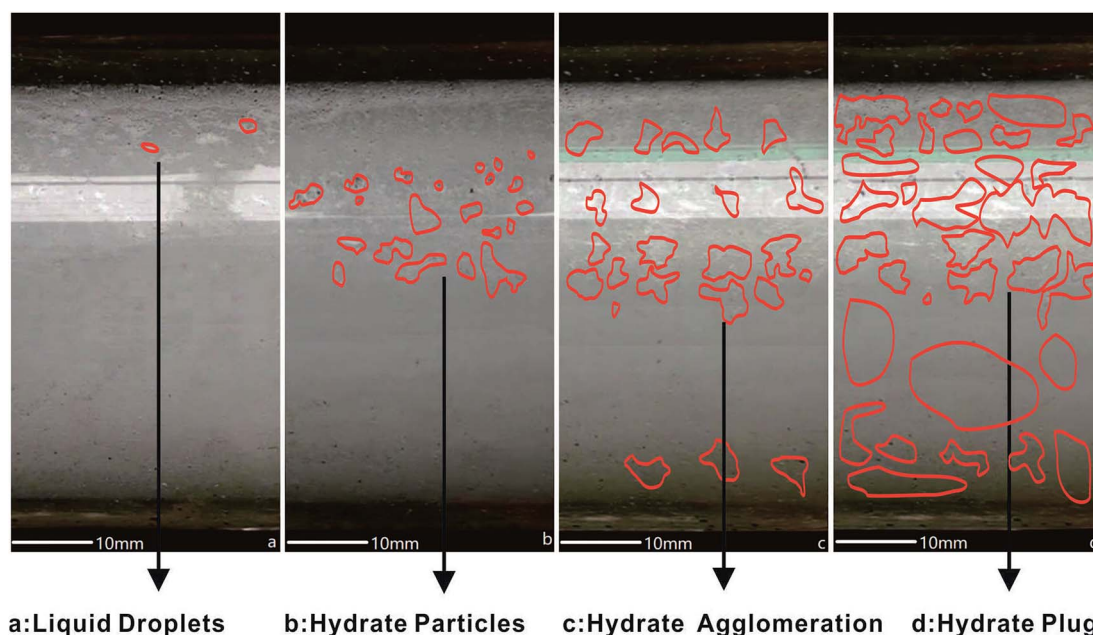 10mm a
10mm b
10mm c
10mm d
a:Liquid Droplets b:Hydrate Particles c:Hydrate Agglomeration d:Hydrate Plug